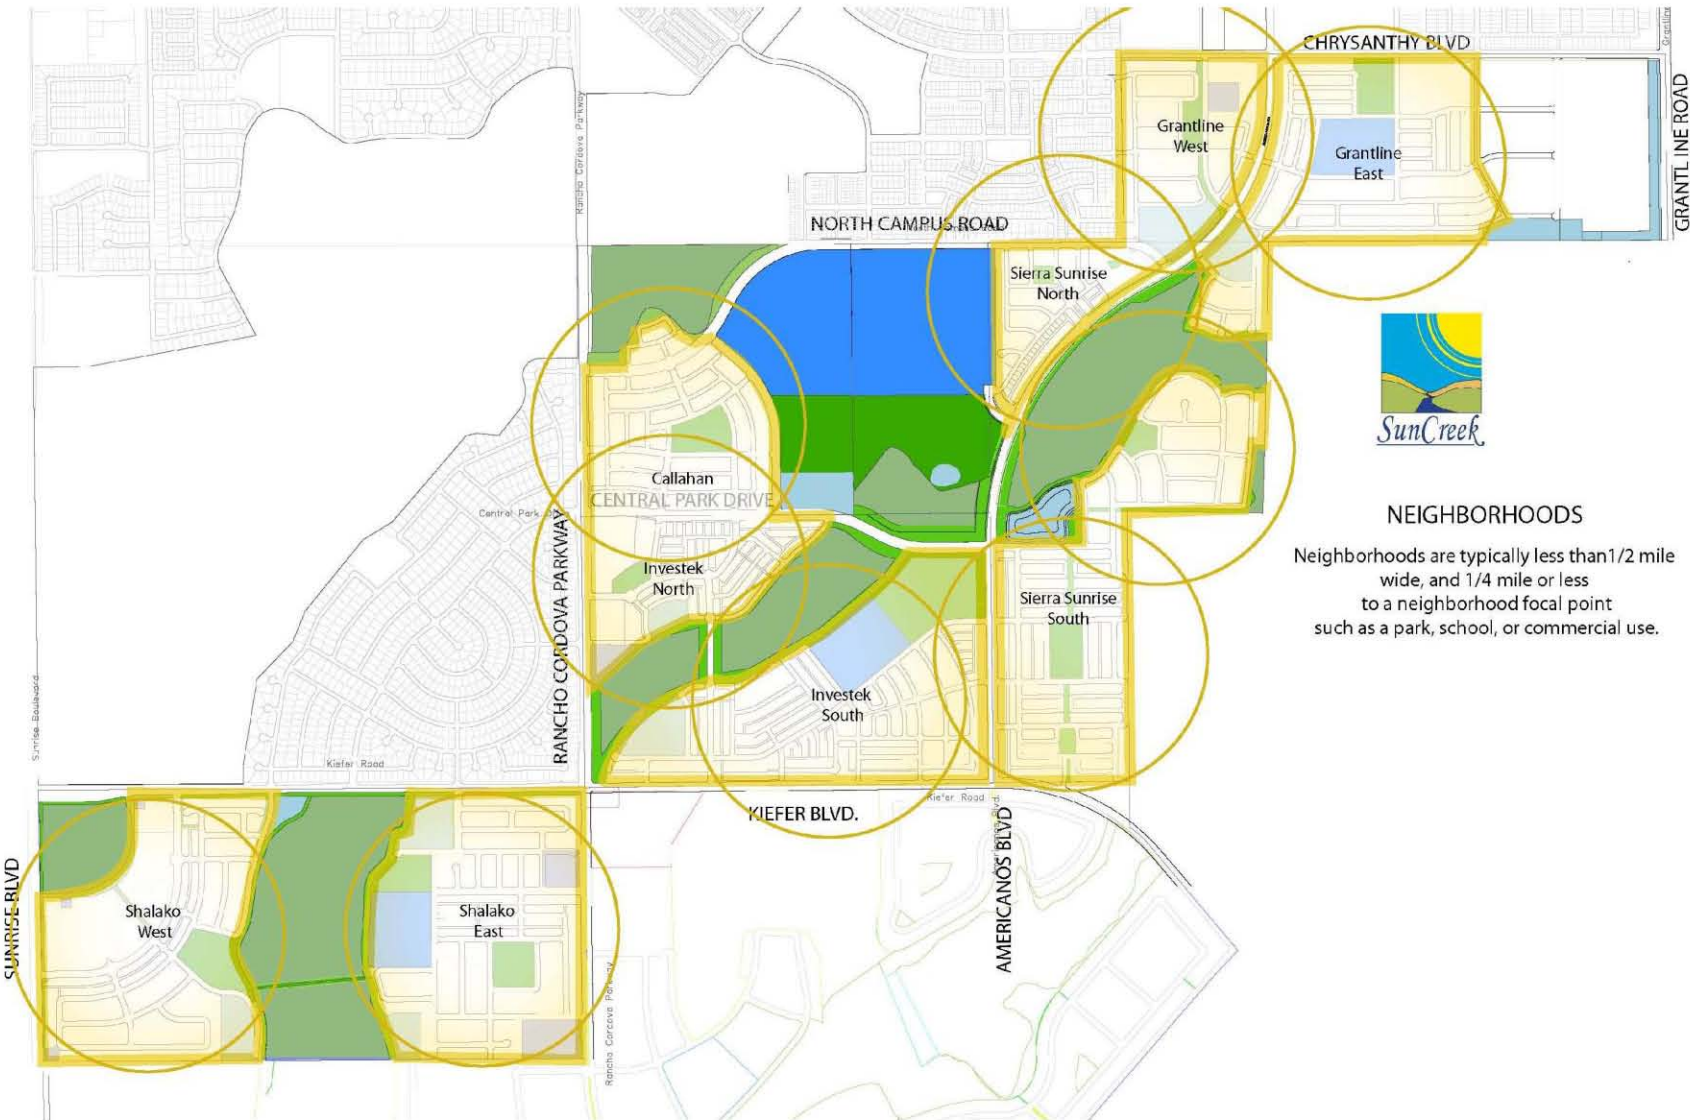 CHRYSANTHY BLVD
Grantline
GRANTLINE ROAD
Rancho Cordova Parkway
Grantline
West
Grantline
East
NORTH CAMPUS ROAD
Sierra Sunrise
North
SunCreek
Callahan
CENTRAL PARK DRIVE
Central Park
RANCHO CORDOVA PARKWAY
NEIGHBORHOODS
Neighborhoods are typically less than1/2 mile
wide, and 1/4 mile or less
to a neighborhood focal point
such as a park, school, or commercial use.
Investek
North
Sierra Sunrise
South
Investek
South
Sunrise Boulevard
Kiefer Road
KIEFER BLVD.
Kiefer Road
AMERICANOS BLVD
SUNRISE BLVD
Shalako
West
Shalako
East
Rancho Cordova Parkway